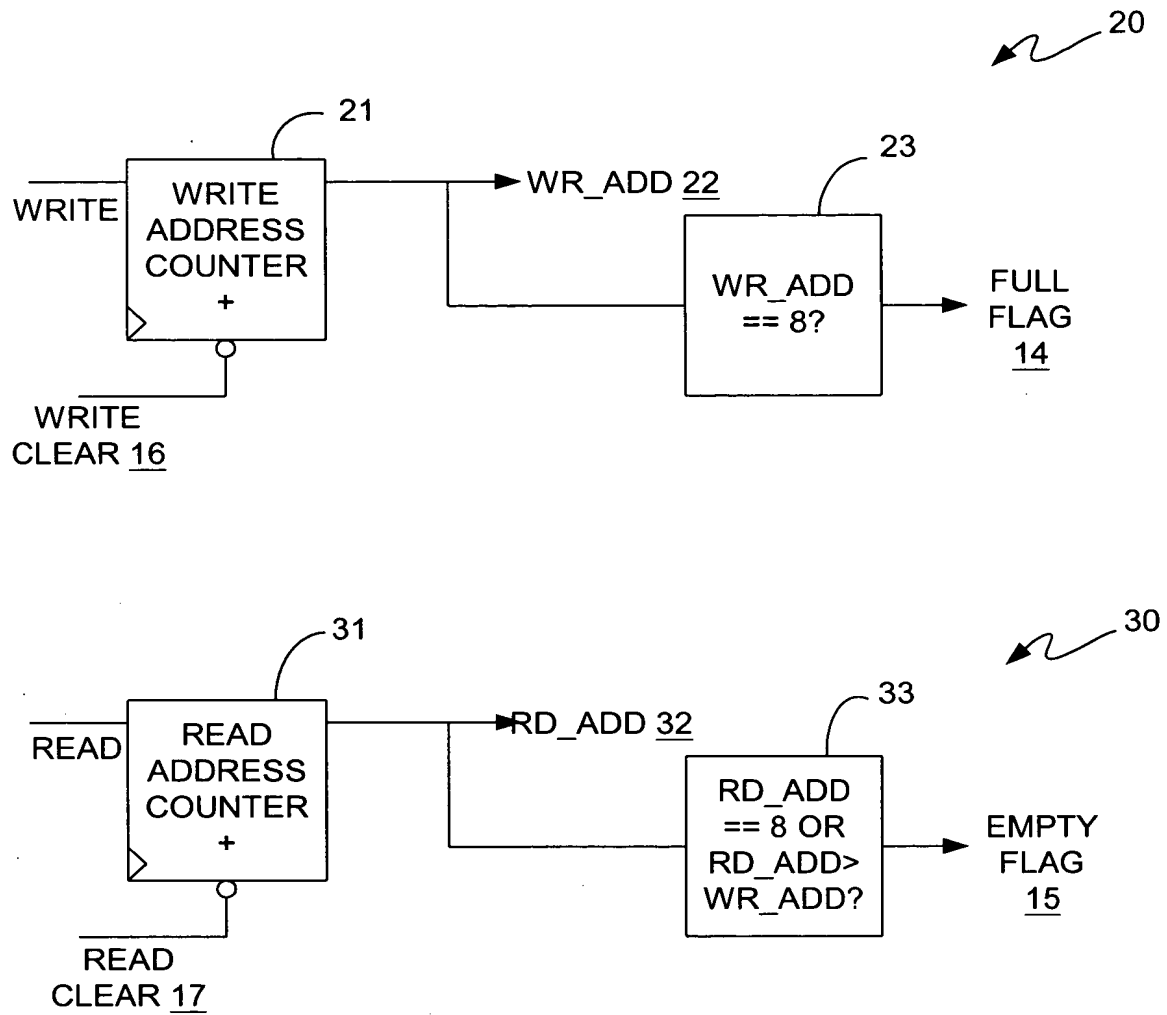 20
21
WRITE
WRITE
ADDRESS
COUNTER
+
WRITE
CLEAR 16
WR_ADD 22
23
WR_ADD
== 8?
FULL
FLAG
14
30
31
READ
READ
ADDRESS
COUNTER
+
READ
CLEAR 17
RD_ADD 32
33
RD_ADD
== 8 OR
RD_ADD>
WR_ADD?
EMPTY
FLAG
15